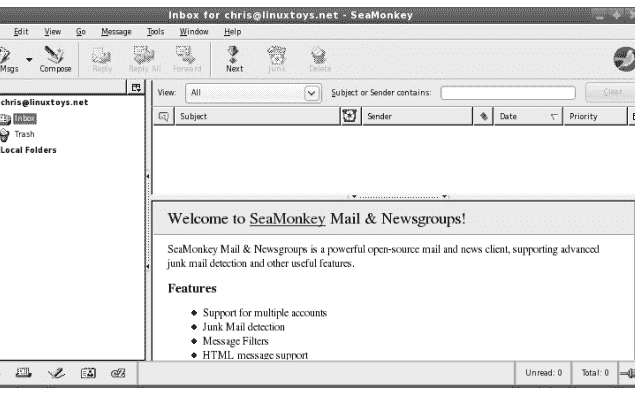 Inbox for chris@linuxtoys.net - SeaMonkey
Edit View Go Message Tools Window Help
Msgs Compose Reply Reply All Forward Next Junk Delete
View: All Subject or Sender contains: Clear
chris@linuxtoys.net
Inbox
Trash
Local Folders
Subject Sender Date Priority
Welcome to SeaMonkey Mail & Newsgroups!
SeaMonkey Mail & Newsgroups is a powerful open-source mail and news client, supporting advanced
junk mail detection and other useful features.
Features
Support for multiple accounts
Junk Mail detection
Message Filters
HTML message support
Unread: 0 Total: 0